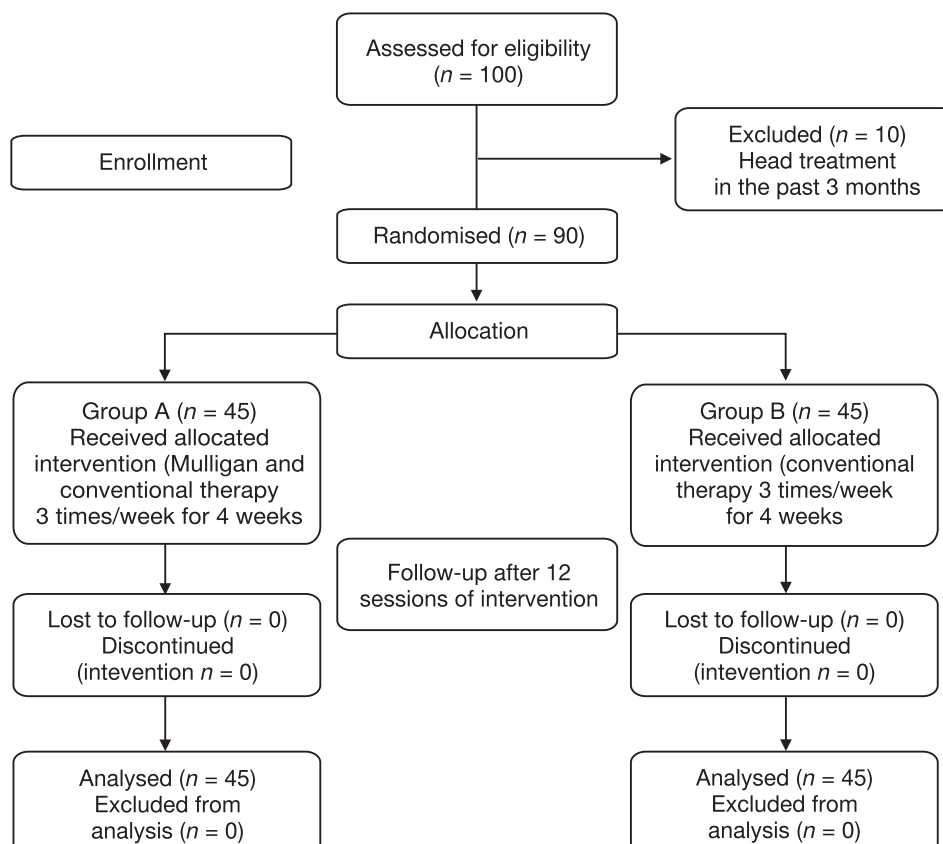 Assessed for eligibility
(n = 100)
Excluded (n = 10)
Head treatment
in the past 3 months
Enrollment
Randomised (n = 90)
Allocation
Group A (n = 45)
Received allocated
intervention (Mulligan and
conventional therapy
3 times/week for 4 weeks
Group B (n = 45)
Received allocated
intervention (conventional
therapy 3 times/week
for 4 weeks
Follow-up after 12
sessions of intervention
Lost to follow-up (n = 0)
Discontinued
(intevention n = 0)
Lost to follow-up (n = 0)
Discontinued
(intevention n = 0)
Analysed (n = 45)
Excluded from
analysis (n = 0)
Analysed (n = 45)
Excluded from
analysis (n = 0)